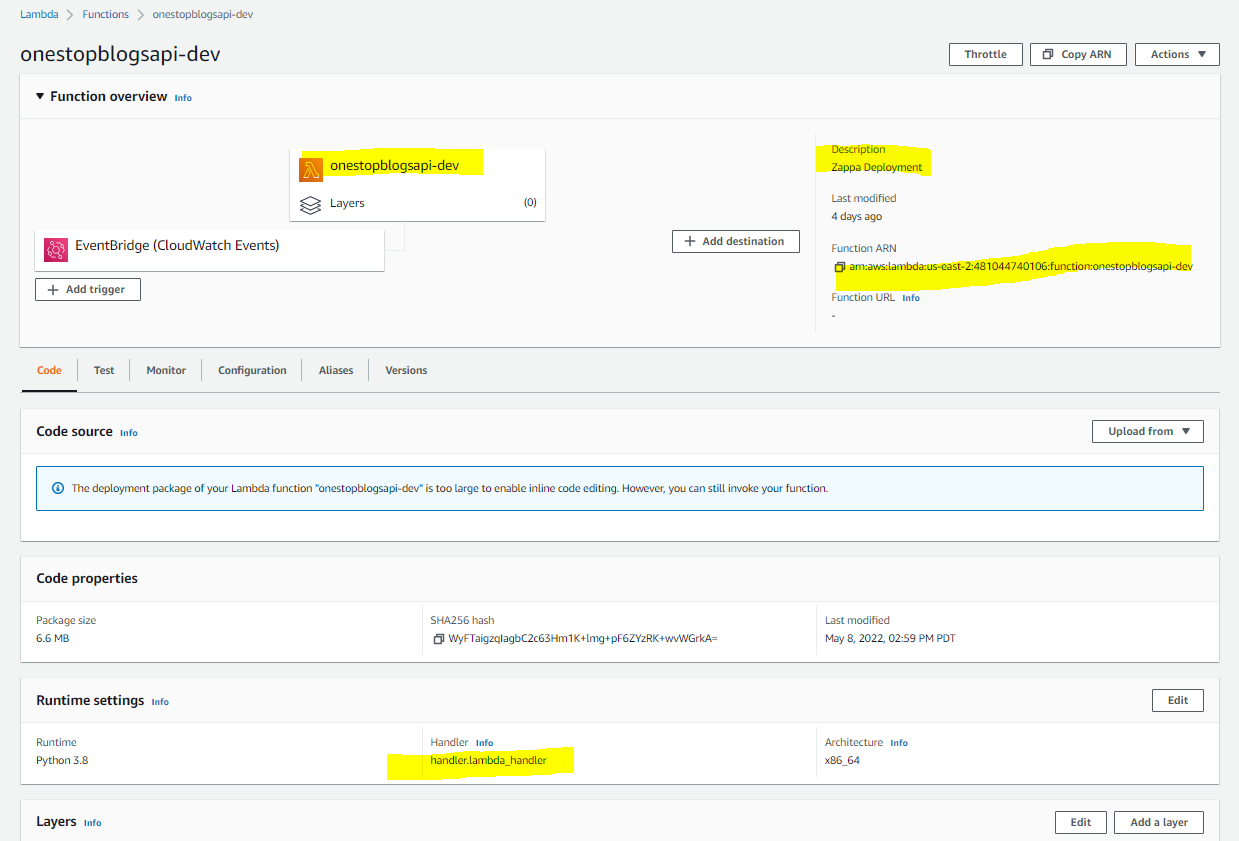 Lambda > Functions > onestopblogsapi-dev
onestopblogsapi-dev
Throttle Copy ARN Actions ▼
▼ Function overview Info
onestopblogsapi-dev
Layers (0)
EventBridge (CloudWatch Events)
+ Add trigger
+ Add destination
Description
Zappa Deployment
Last modified
4 days ago
Function ARN
arn:aws:lambda:us-east-2:481044740106:function:onestopblogsapi-dev
Function URL Info
-
Code Test Monitor Configuration Aliases Versions
Code source Info
Upload from ▼
The deployment package of your Lambda function "onestopblogsapi-dev" is too large to enable inline code editing. However, you can still invoke your function.
Code properties
Package size
6.6 MB
SHA256 hash
WyFTaigzqIagbC2c63Hm1K+lmg+pF6ZYzRK+wvWGrkA=
Last modified
May 8, 2022, 02:59 PM PDT
Runtime settings Info
Edit
Runtime
Python 3.8
Handler Info
handler.lambda_handler
Architecture Info
x86_64
Layers Info
Edit Add a layer